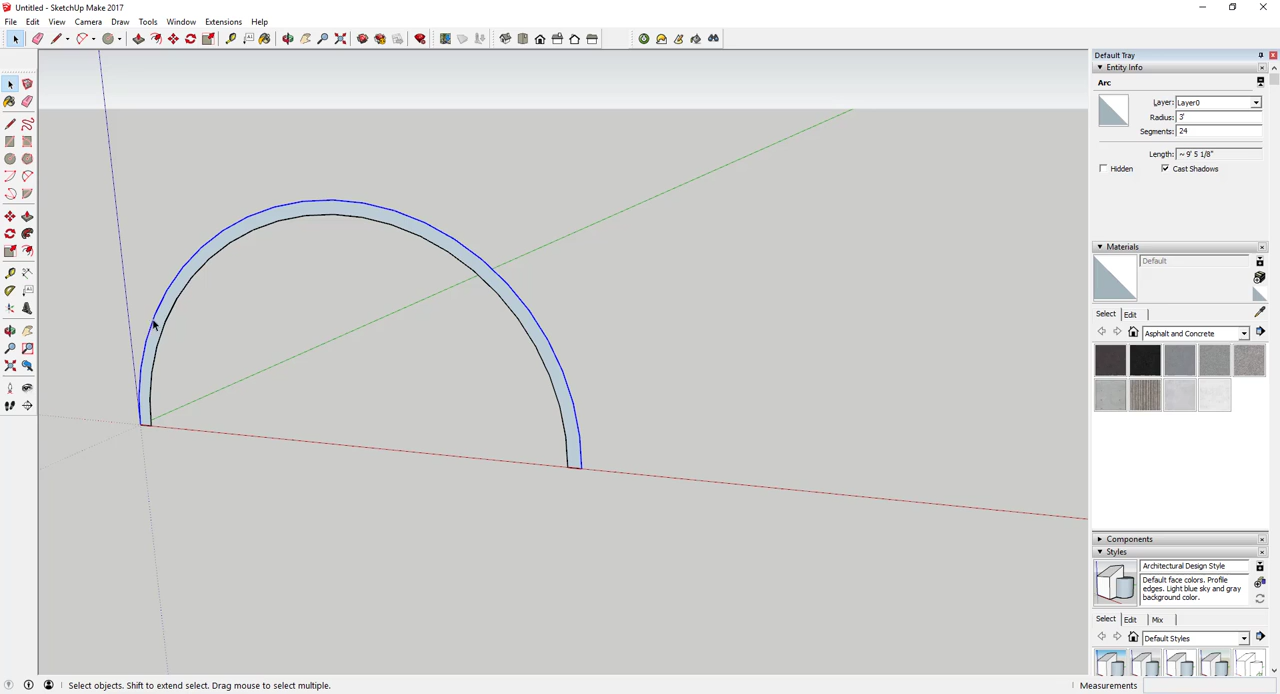 Untitled - SketchUp Make 2017
File Edit View Camera Draw Tools Window Extensions Help
Default Tray
Entity Info
Arc
Layer: Layer0
Radius: 3'
Segments: 24
Length: ~ 9' 5 1/8"
Hidden Cast Shadows
Materials
Default
Select Edit
Asphalt and Concrete
Components
Styles
Architectural Design Style
Default face colors. Profile
edges. Light blue sky and gray
background color.
Select Edit Mix
Default Styles
Select objects. Shift to extend select. Drag mouse to select multiple.
Measurements